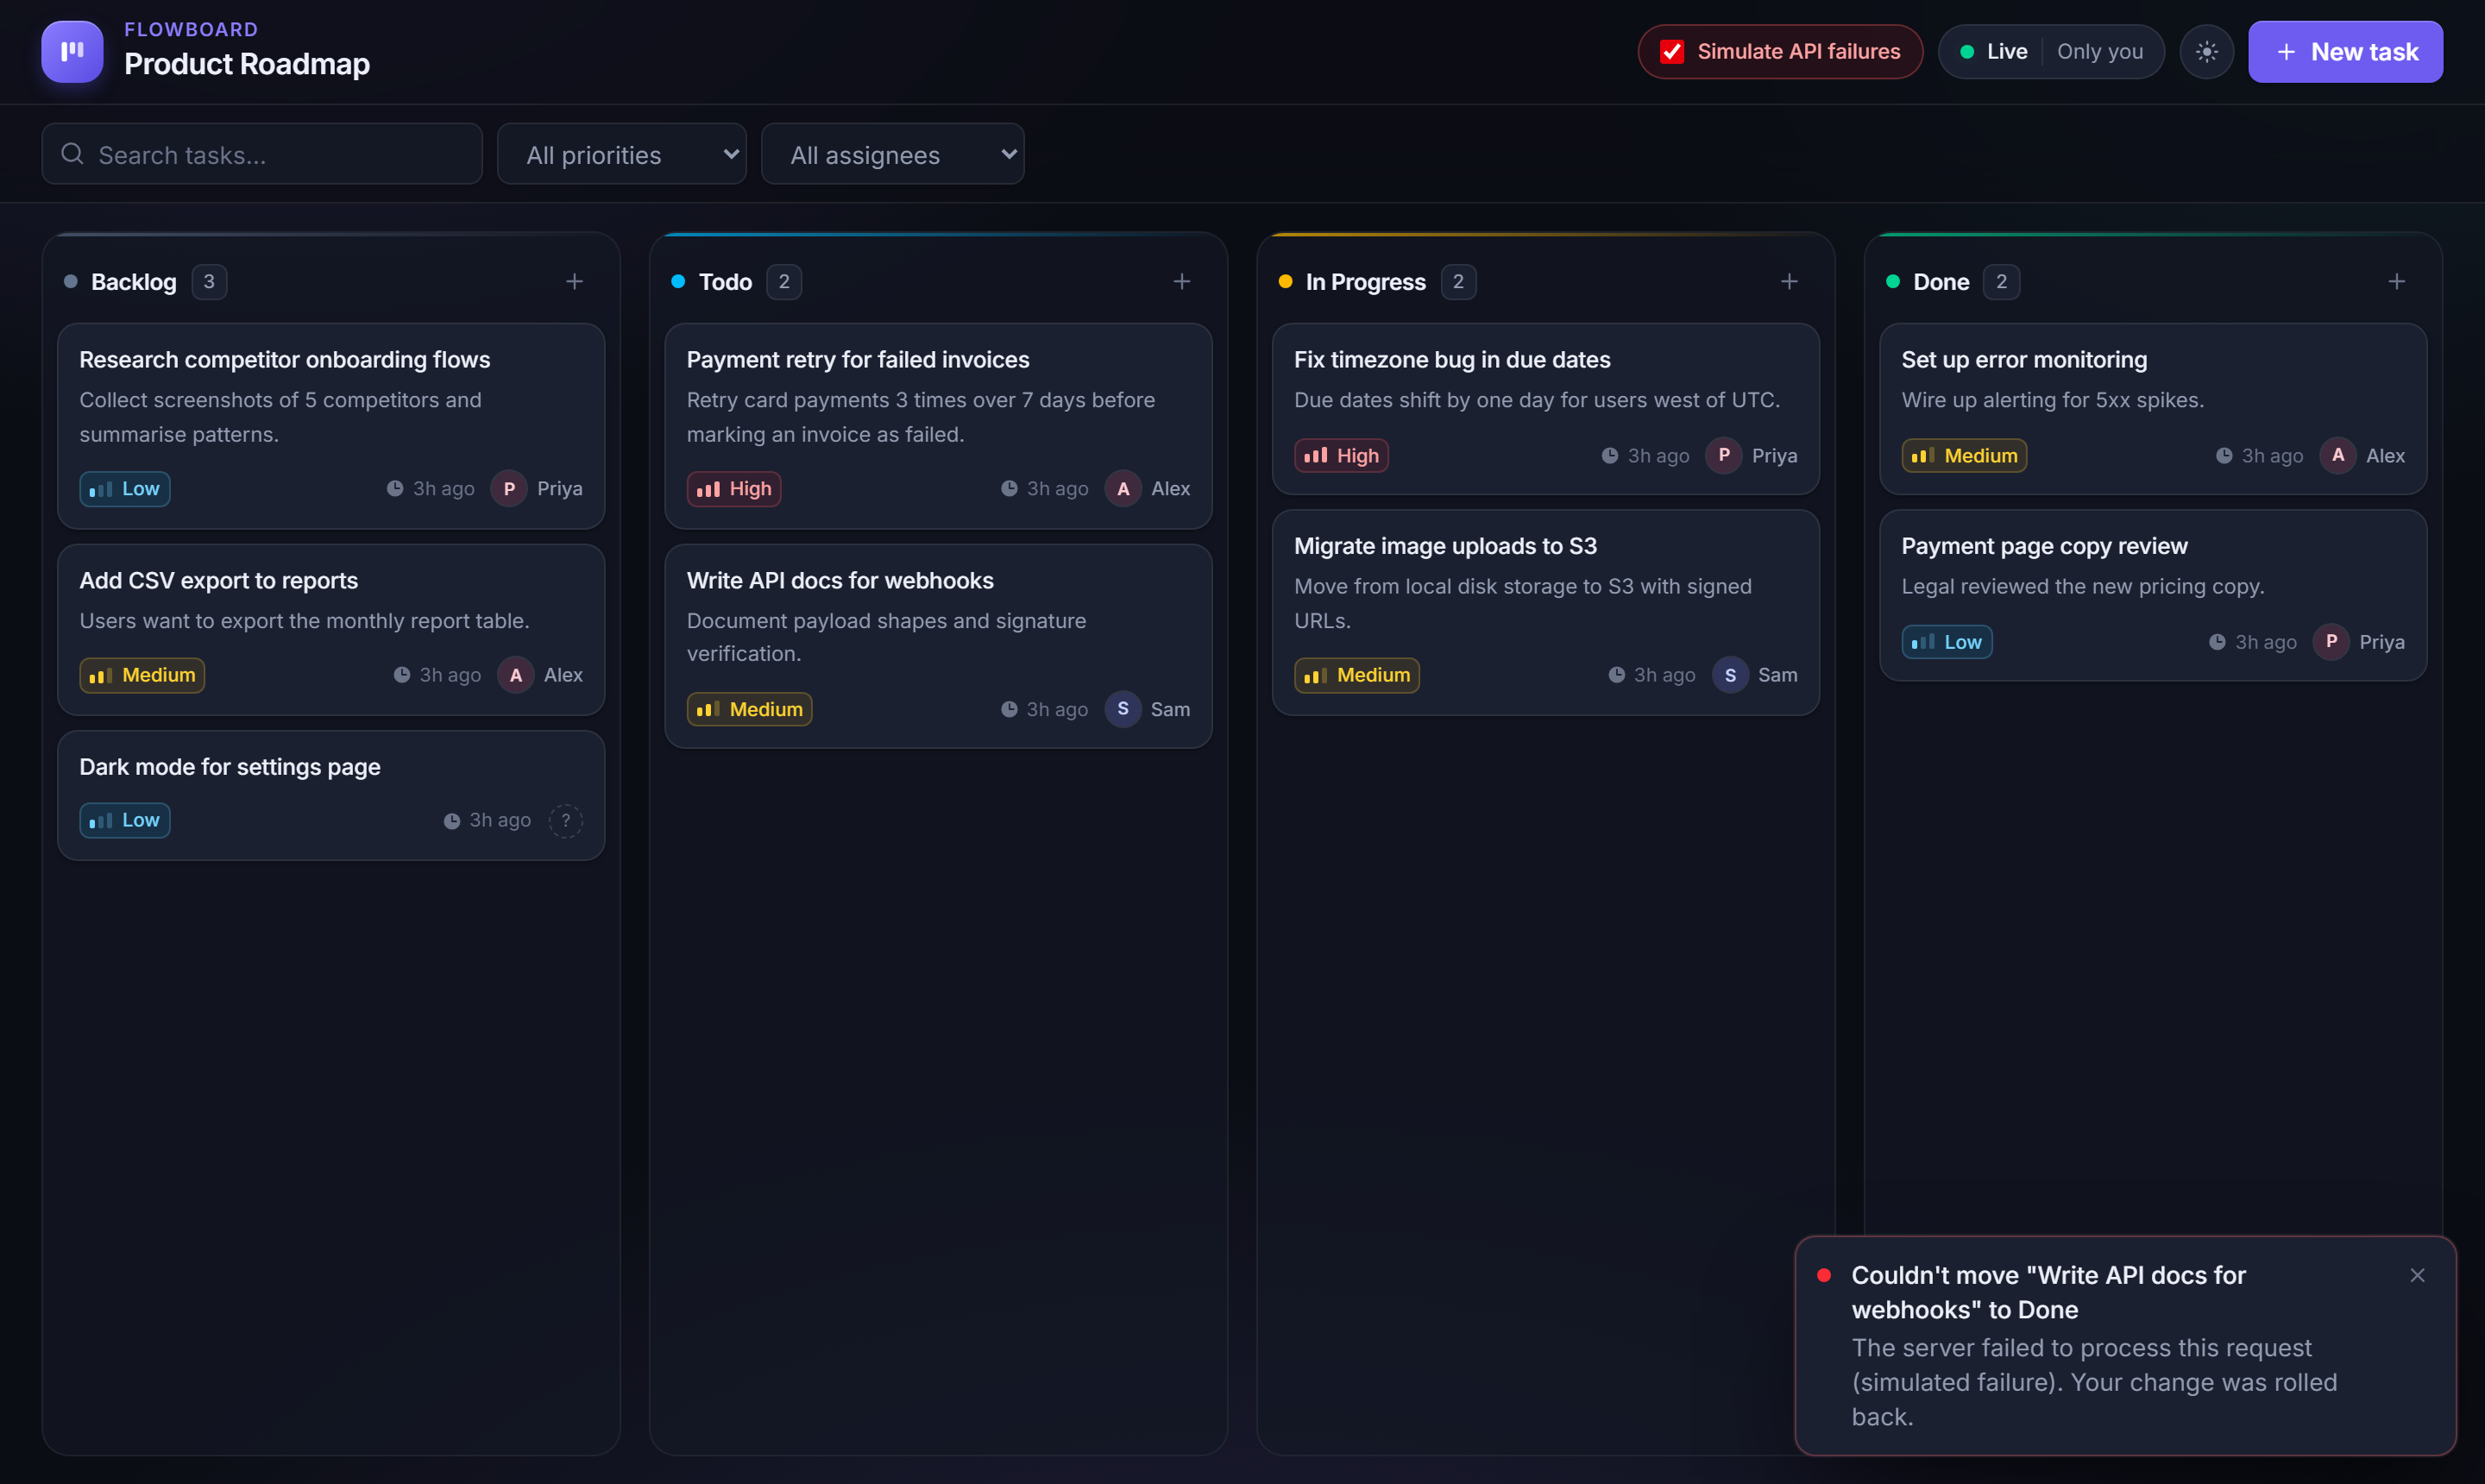 FLOWBOARD
Product Roadmap
Simulate API failures
Live
Only you
+ New task
Search tasks...
All priorities
All assignees
Backlog 3 +
Research competitor onboarding flows
Collect screenshots of 5 competitors and
summarise patterns.
Low
3h ago
P
Priya
Add CSV export to reports
Users want to export the monthly report table.
Medium
3h ago
A
Alex
Dark mode for settings page
Low
3h ago
?
Todo 2 +
Payment retry for failed invoices
Retry card payments 3 times over 7 days before
marking an invoice as failed.
High
3h ago
A
Alex
Write API docs for webhooks
Document payload shapes and signature
verification.
Medium
3h ago
S
Sam
In Progress 2 +
Fix timezone bug in due dates
Due dates shift by one day for users west of UTC.
High
3h ago
P
Priya
Migrate image uploads to S3
Move from local disk storage to S3 with signed
URLs.
Medium
3h ago
S
Sam
Done 2 +
Set up error monitoring
Wire up alerting for 5xx spikes.
Medium
3h ago
A
Alex
Payment page copy review
Legal reviewed the new pricing copy.
Low
3h ago
P
Priya
Couldn't move "Write API docs for
webhooks" to Done
The server failed to process this request
(simulated failure). Your change was rolled
back.